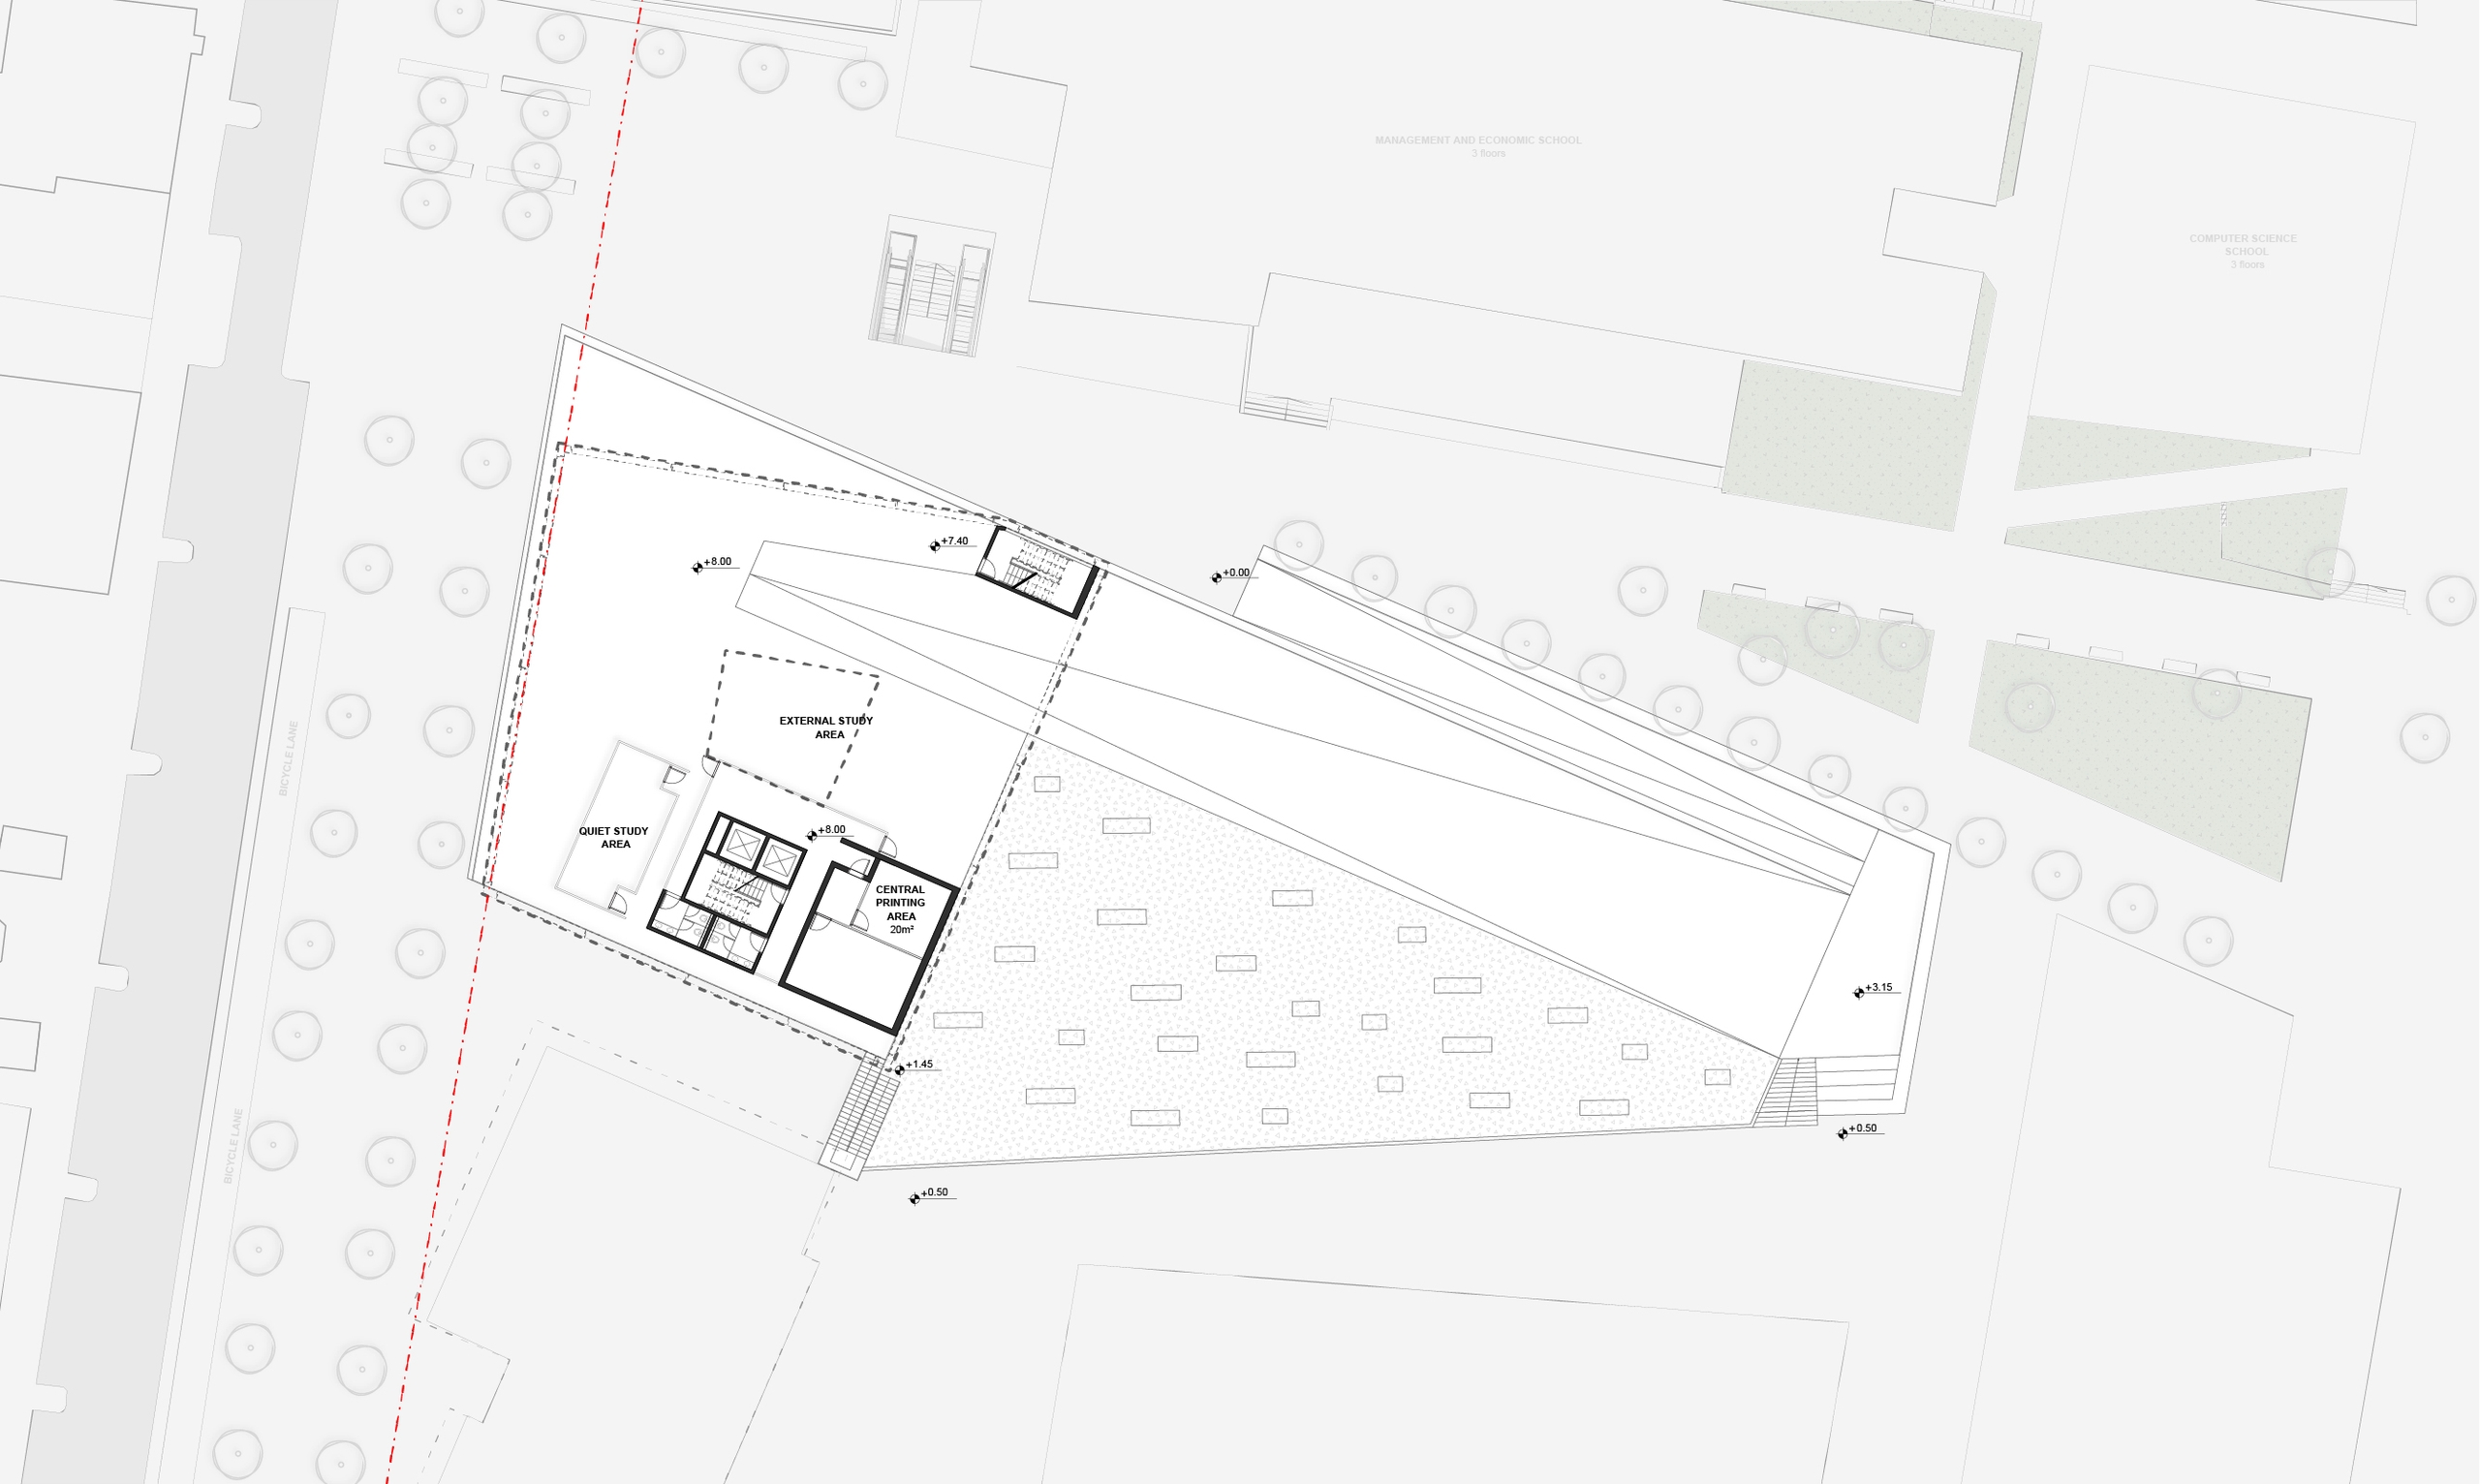 MANAGEMENT AND ECONOMIC SCHOOL
3 floors
COMPUTER SCIENCE
SCHOOL
3 floors
+7.40
+8.00
+0.00
EXTERNAL STUDY
AREA
BICYCLE LANE
QUIET STUDY
AREA
+8.00
CENTRAL
PRINTING
AREA
20m²
+3.15
+1.45
+0.50
BICYCLE LANE
+0.50